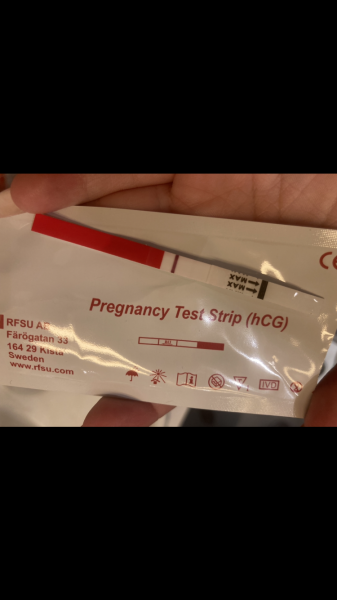 MAX
MAX
Pregnancy Test Strip (hCG)
RFSU AB
Färögatan 33
164 29 Kista
Sweden
www.rfsu.com
IVD
CE